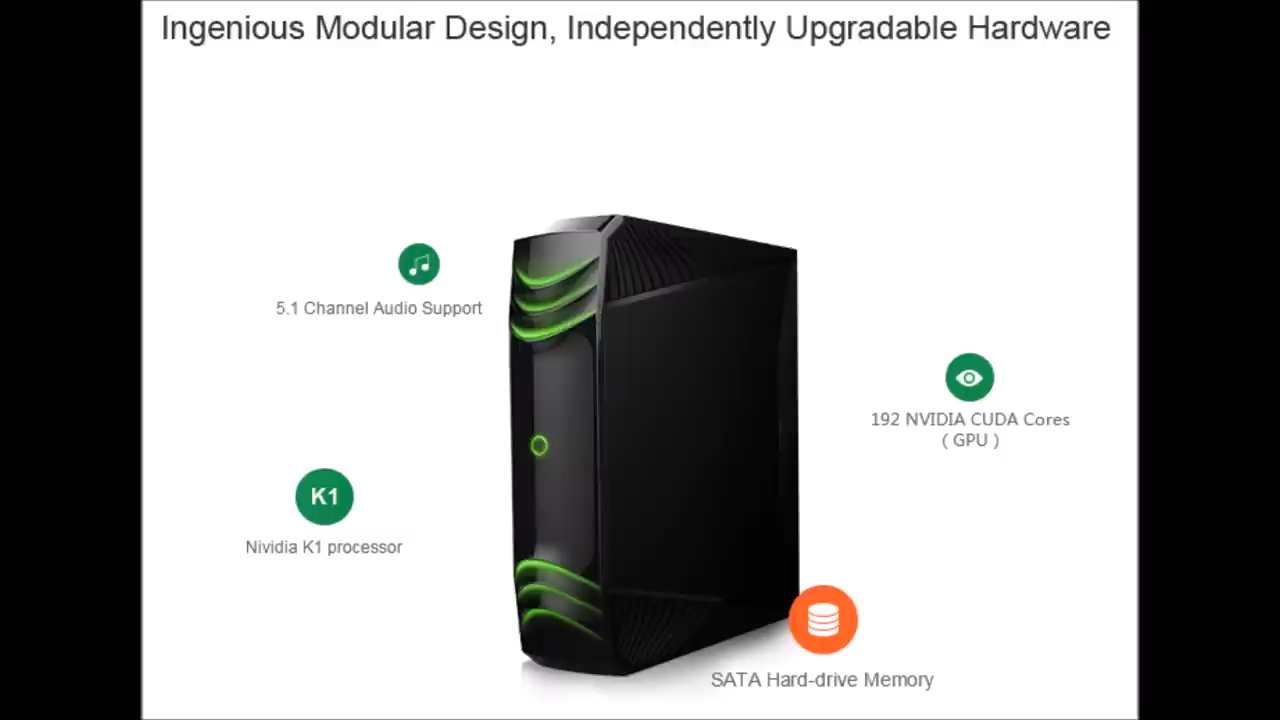 Ingenious Modular Design, Independently Upgradable Hardware
5.1 Channel Audio Support
192 NVIDIA CUDA Cores
( GPU )
K1
Nividia K1 processor
SATA Hard-drive Memory